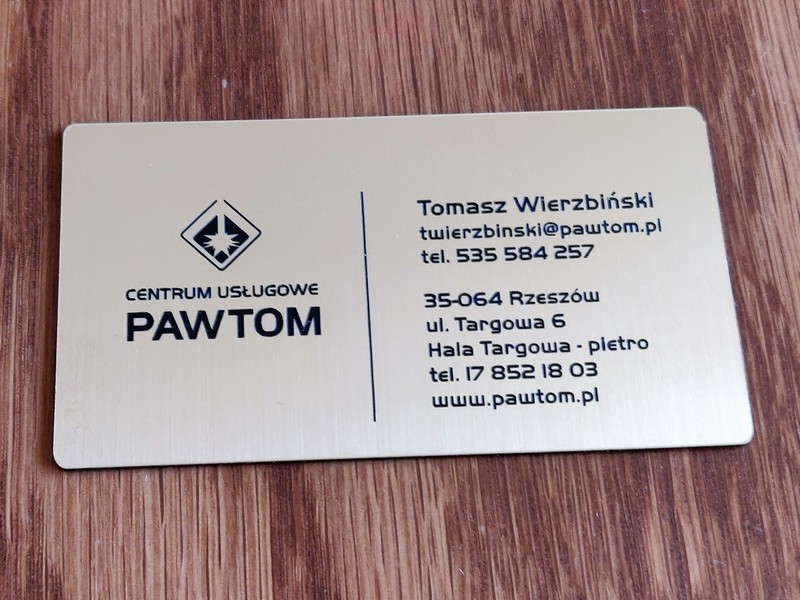 CENTRUM USŁUGOWE
PAWTOM
Tomasz Wierzbiński
twierzbinski@pawtom.pl
tel. 535 584 257
35-064 Rzeszów
ul. Targowa 6
Hala Targowa - piętro
tel. 17 852 18 03
www.pawtom.pl